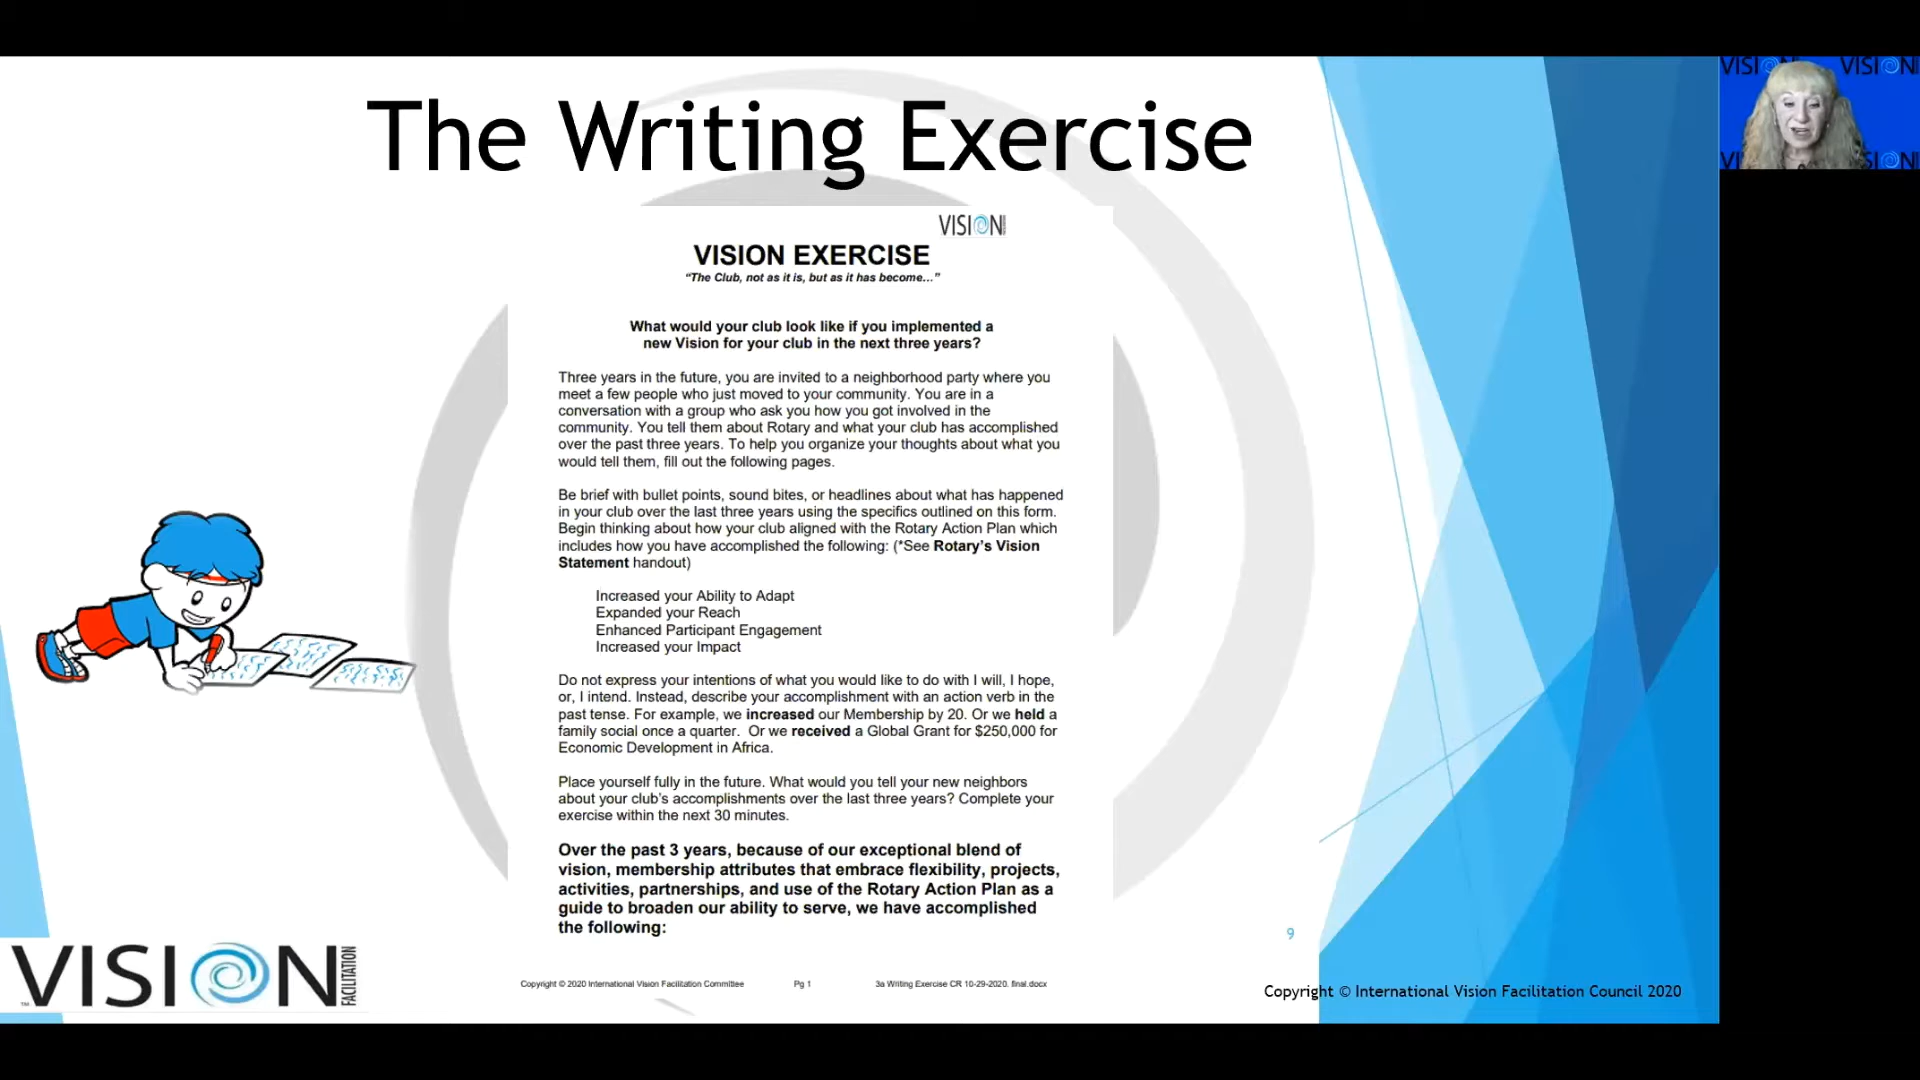 The Writing Exercise
VISION
VISION EXERCISE
“The Club, not as it is, but as it has become…”
What would your club look like if you implemented a
new Vision for your club in the next three years?
Three years in the future, you are invited to a neighborhood party where you
meet a few people who just moved to your community. You are in a
conversation with a group who ask you how you got involved in the
community. You tell them about Rotary and what your club has accomplished
over the past three years. To help you organize your thoughts about what you
would tell them, fill out the following pages.
Be brief with bullet points, sound bites, or headlines about what has happened
in your club over the last three years using the specifics outlined on this form.
Begin thinking about how your club aligned with the Rotary Action Plan which
includes how you have accomplished the following: (*See Rotary’s Vision
Statement handout)
Increased your Ability to Adapt
Expanded your Reach
Enhanced Participant Engagement
Increased your Impact
Do not express your intentions of what you would like to do with I will, I hope,
or, I intend. Instead, describe your accomplishment with an action verb in the
past tense. For example, we increased our Membership by 20. Or we held a
family social once a quarter. Or we received a Global Grant for $250,000 for
Economic Development in Africa.
Place yourself fully in the future. What would you tell your new neighbors
about your club’s accomplishments over the last three years? Complete your
exercise within the next 30 minutes.
Over the past 3 years, because of our exceptional blend of
vision, membership attributes that embrace flexibility, projects,
activities, partnerships, and use of the Rotary Action Plan as a
guide to broaden our ability to serve, we have accomplished
the following:
Copyright © 2020 International Vision Facilitation Committee Pg 1 3a Writing Exercise CR 10-29-2020. final.docx
9
VISION FACILITATION
™
Copyright © International Vision Facilitation Council 2020
VISION VISION